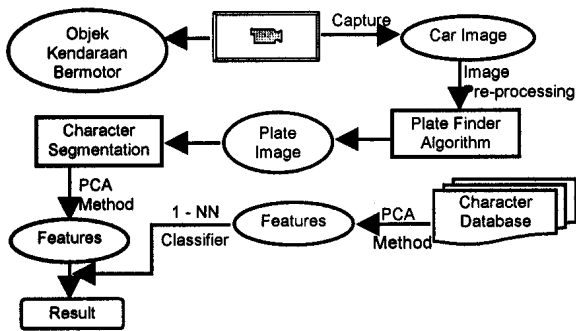 Objek
Kendaraan
Bermotor
Capture
Car Image
Image
re-processing
Plate Finder
Algorithm
Plate
Image
Character
Segmentation
PCA
Method
Features
1 - NN
Classifier
Features
PCA
Method
Character
Database
Result